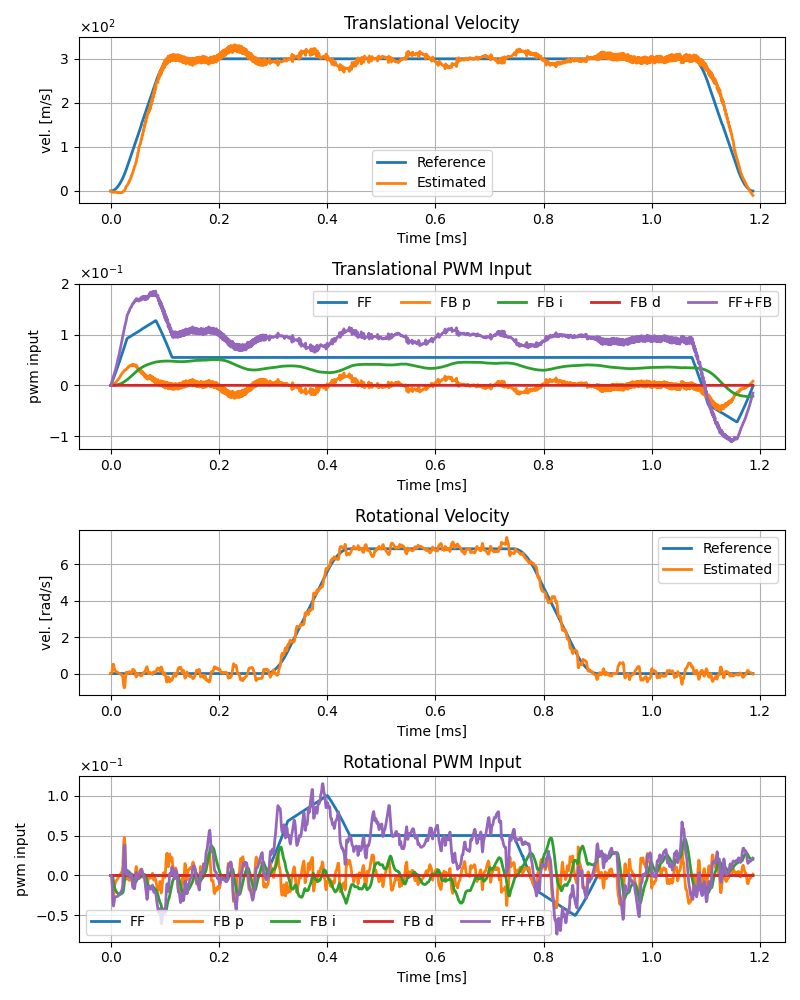 Translational Velocity
×10²
3
2
1
0
vel. [m/s]
Reference
Estimated
0.0 0.2 0.4 0.6 0.8 1.0 1.2
Time [ms]
Translational PWM Input
×10⁻¹
2
1
0
−1
pwm input
FF FB p FB i FB d FF+FB
0.0 0.2 0.4 0.6 0.8 1.0 1.2
Time [ms]
Rotational Velocity
6
4
2
0
vel. [rad/s]
Reference
Estimated
0.0 0.2 0.4 0.6 0.8 1.0 1.2
Time [ms]
Rotational PWM Input
×10⁻¹
1.0
0.5
0.0
−0.5
pwm input
FF FB p FB i FB d FF+FB
0.0 0.2 0.4 0.6 0.8 1.0 1.2
Time [ms]